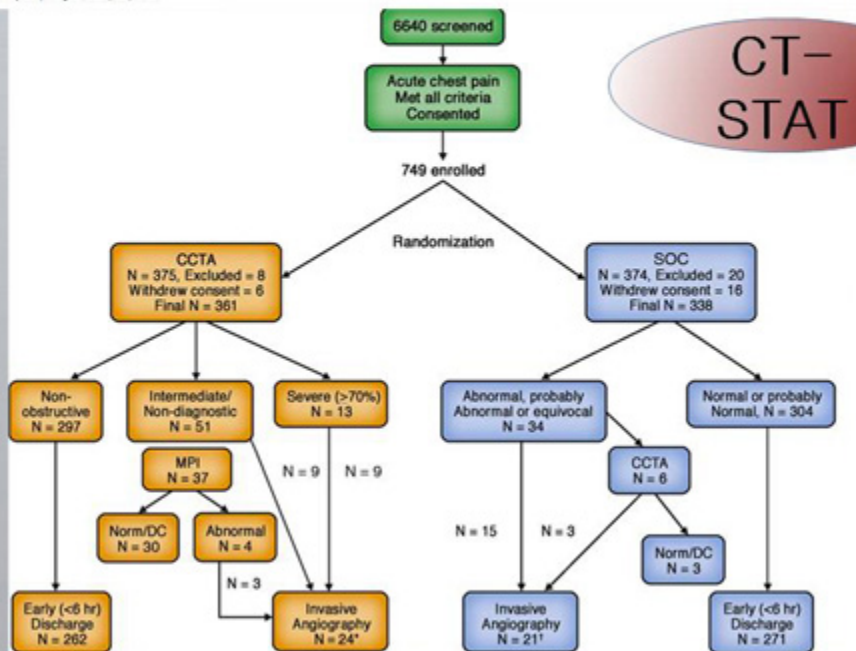 6640 screened
CT-
STAT
Acute chest pain
Met all criteria
Consented
749 enrolled
Randomization
CCTA
N = 375, Excluded = 8
Withdrew consent = 6
Final N = 361
SOC
N = 374, Excluded = 20
Withdrew consent = 16
Final N = 338
Non-
obstructive
N = 297
Intermediate/
Non-diagnostic
N = 51
Severe (>70%)
N = 13
Abnormal, probably
Abnormal or equivocal
N = 34
Normal or probably
Normal, N = 304
MPI
N = 37
N = 9
N = 9
CCTA
N = 6
Norm/DC
N = 30
Abnormal
N = 4
N = 15
N = 3
Norm/DC
N = 3
N = 3
Early (<6 hr)
Discharge
N = 262
Invasive
Angiography
N = 24*
Invasive
Angiography
N = 21†
Early (<6 hr)
Discharge
N = 271